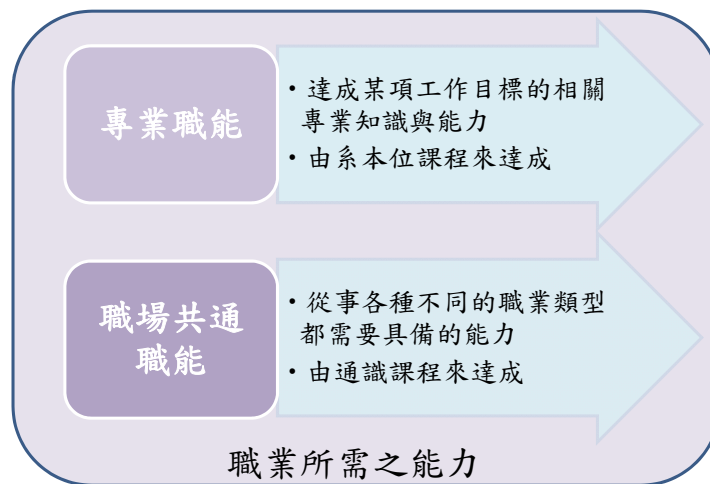 專業職能
・達成某項工作目標的相關
專業知識與能力
・由系本位課程來達成
職場共通
職能
・從事各種不同的職業類型
都需要具備的能力
・由通識課程來達成
職業所需之能力